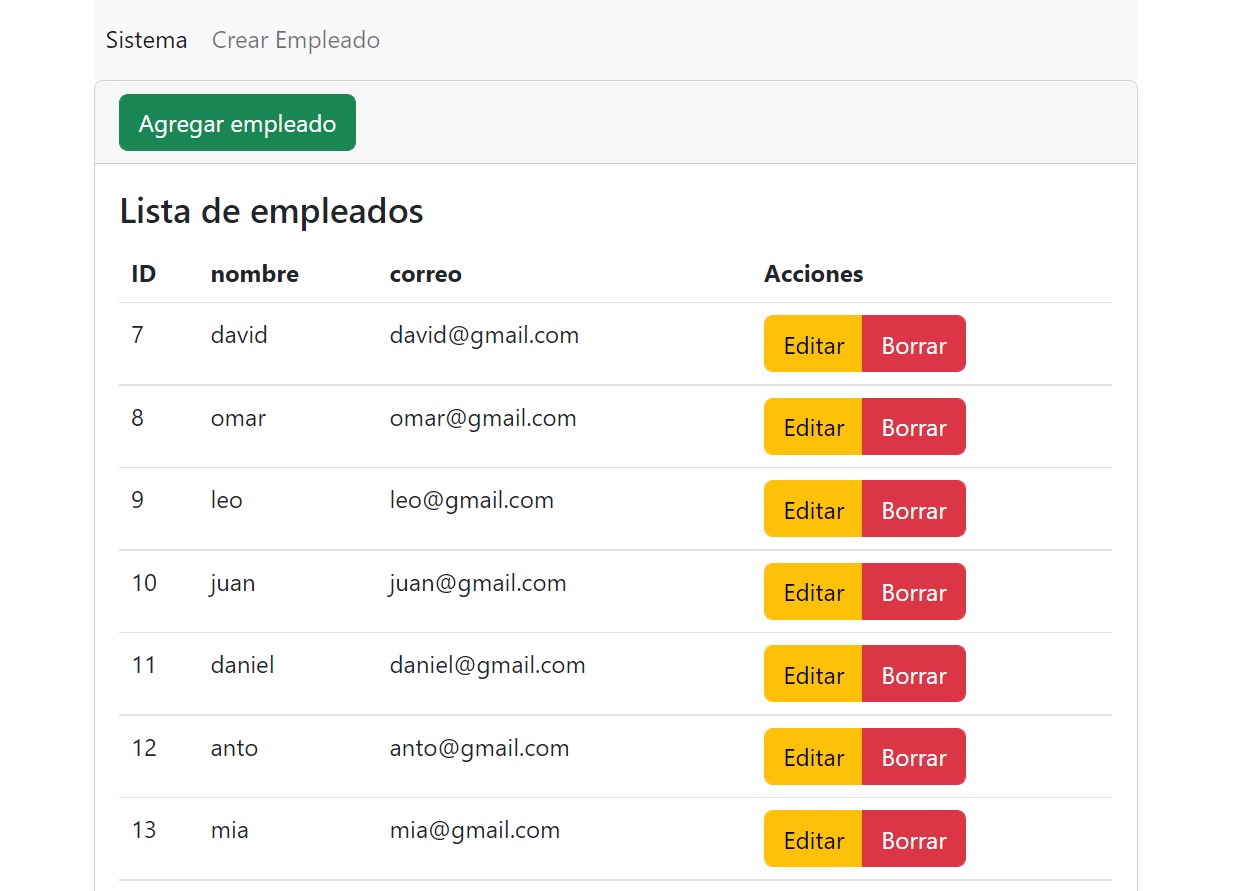 Sistema Crear Empleado
Agregar empleado
Lista de empleados
ID nombre correo Acciones
7 david david@gmail.com Editar Borrar
8 omar omar@gmail.com Editar Borrar
9 leo leo@gmail.com Editar Borrar
10 juan juan@gmail.com Editar Borrar
11 daniel daniel@gmail.com Editar Borrar
12 anto anto@gmail.com Editar Borrar
13 mia mia@gmail.com Editar Borrar